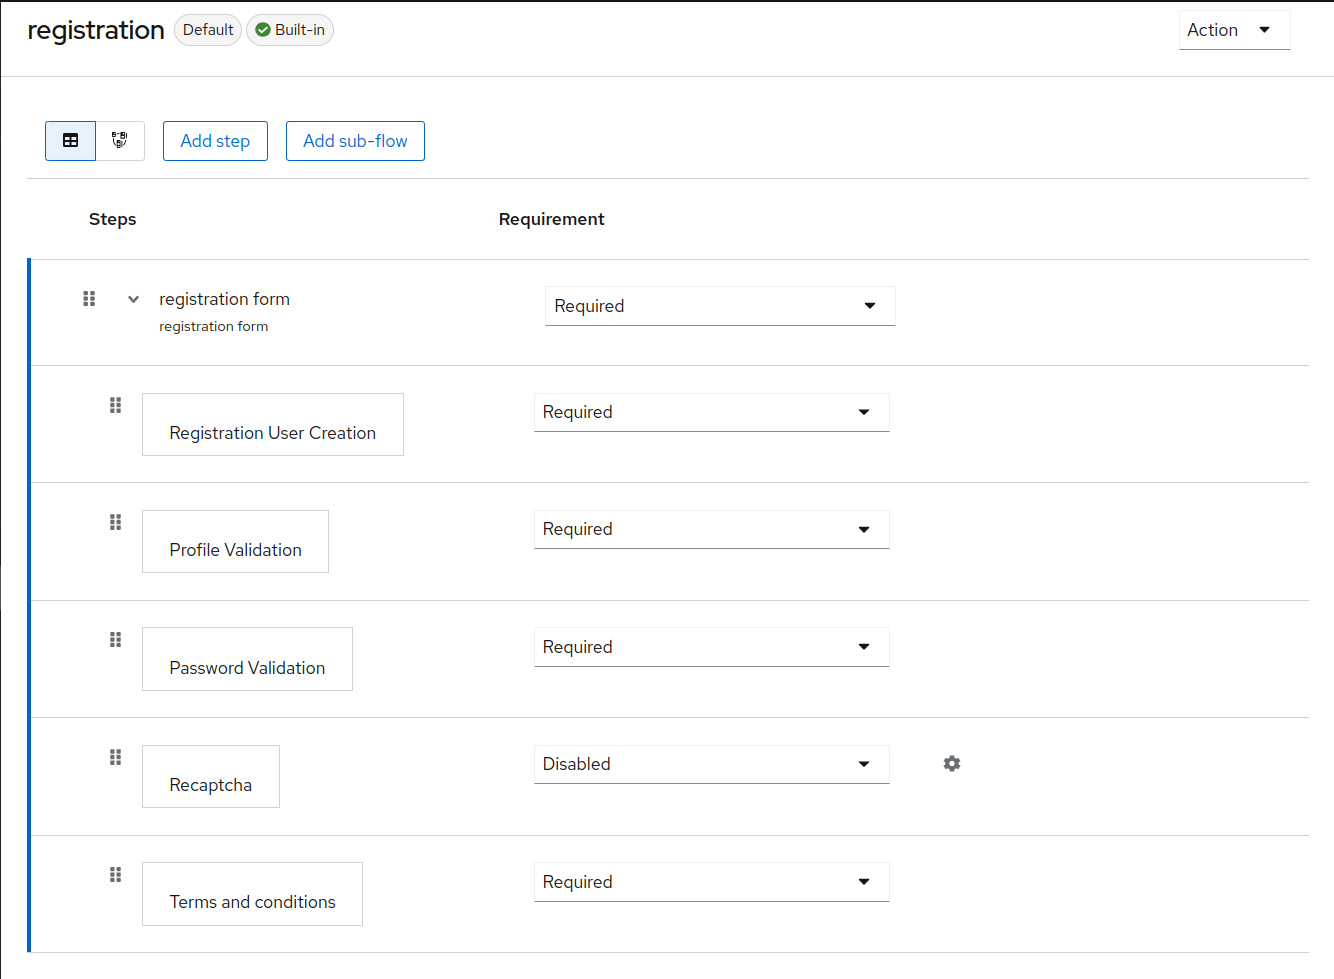 registration Default Built-in Action
Add step Add sub-flow
Steps Requirement
registration form Required
registration form
Registration User Creation Required
Profile Validation Required
Password Validation Required
Recaptcha Disabled
Terms and conditions Required